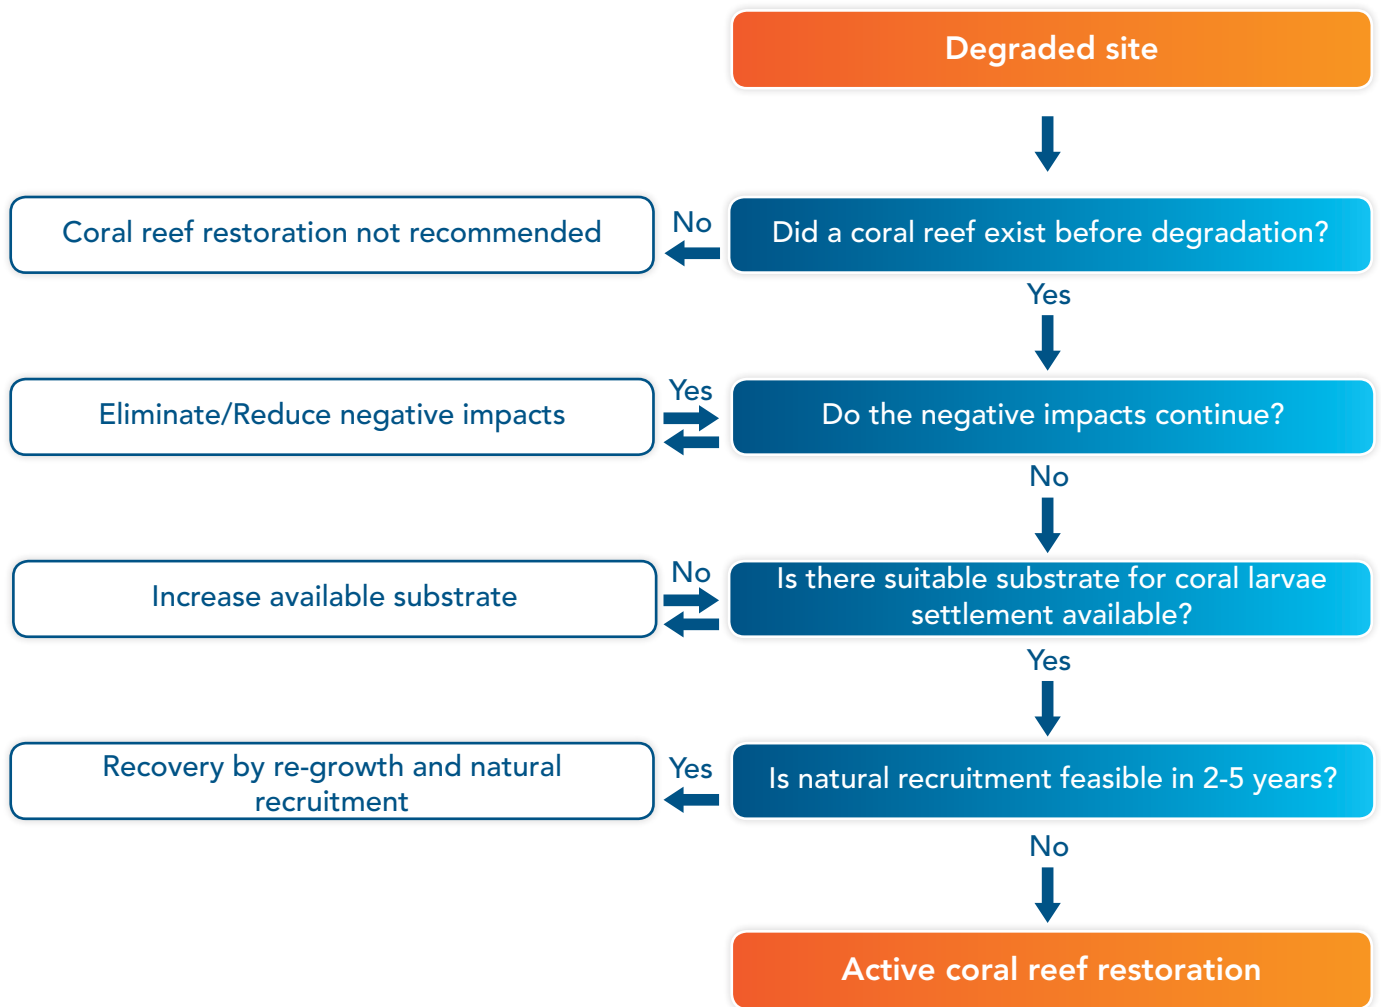 Degraded site
Coral reef restoration not recommended
No
Did a coral reef exist before degradation?
Yes
Eliminate/Reduce negative impacts
Yes
Do the negative impacts continue?
No
Increase available substrate
No
Is there suitable substrate for coral larvae
settlement available?
Yes
Recovery by re-growth and natural
recruitment
Yes
Is natural recruitment feasible in 2-5 years?
No
Active coral reef restoration